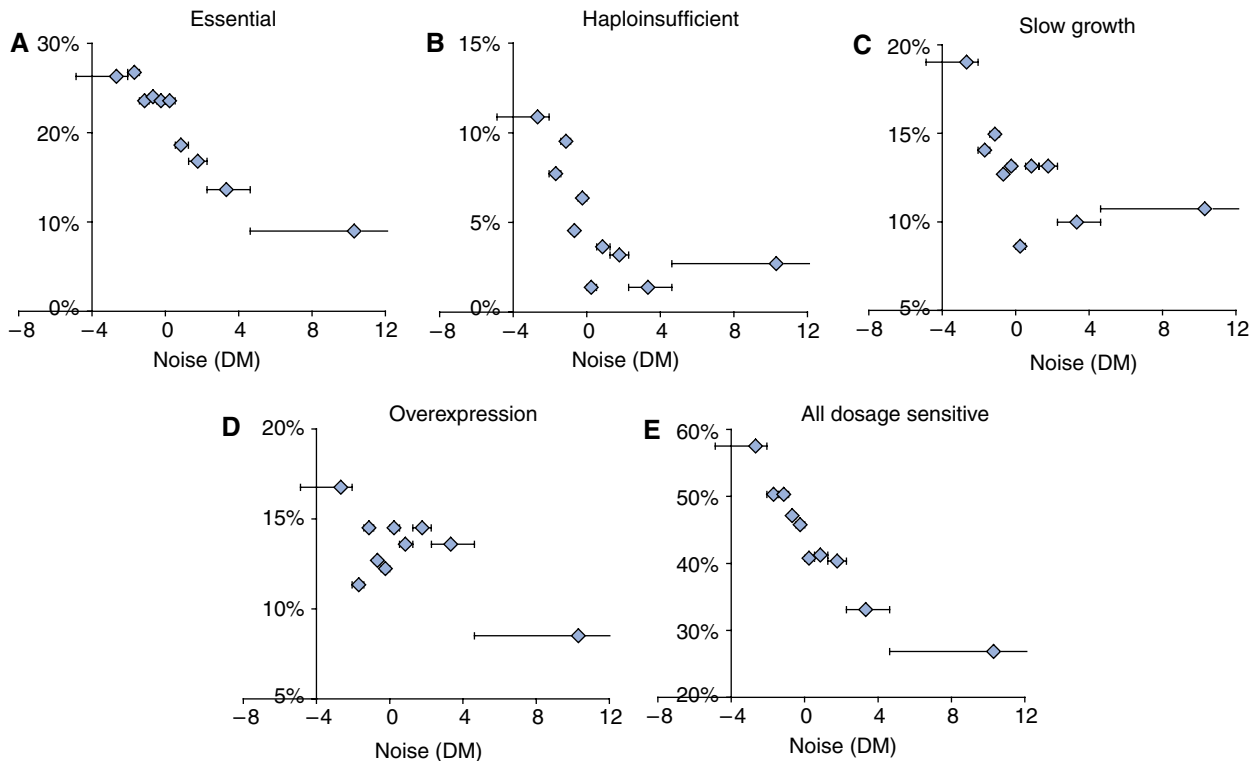 A Essential
30%
20%
10%
0%
−8 −4 0 4 8 12
Noise (DM)
B Haploinsufficient
15%
10%
5%
0%
−8 −4 0 4 8 12
Noise (DM)
C Slow growth
20%
15%
10%
5%
−8 −4 0 4 8 12
Noise (DM)
D Overexpression
20%
15%
10%
5%
−8 −4 0 4 8 12
Noise (DM)
E All dosage sensitive
60%
50%
40%
30%
20%
−8 −4 0 4 8 12
Noise (DM)